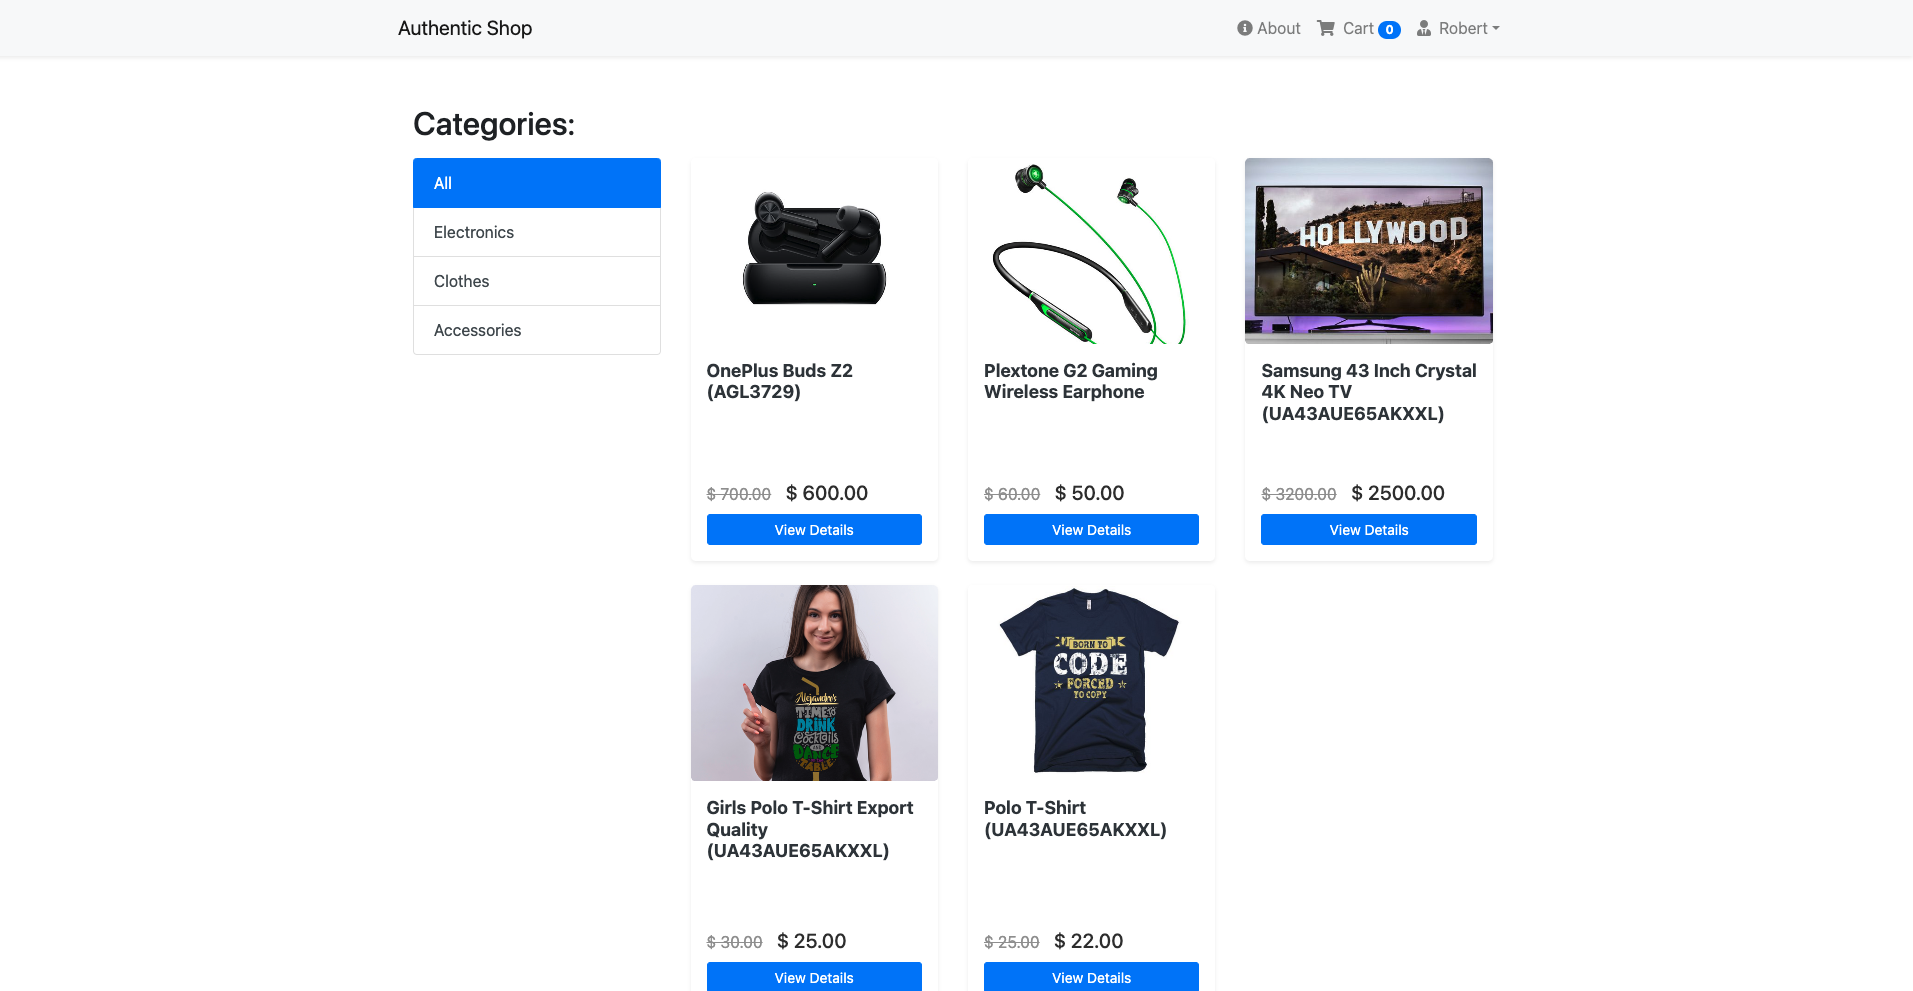 Authentic Shop
About
Cart 0
Robert
Categories:
All
Electronics
Clothes
Accessories
HOLLYWOOD
OnePlus Buds Z2
(AGL3729)
$ 700.00 $ 600.00
View Details
Plextone G2 Gaming
Wireless Earphone
$ 60.00 $ 50.00
View Details
Samsung 43 Inch Crystal
4K Neo TV
(UA43AUE65AKXXL)
$ 3200.00 $ 2500.00
View Details
Alejandro's
TIME TO
DRINK
Cocktails
AND
DANCE
TABLE
Girls Polo T-Shirt Export
Quality
(UA43AUE65AKXXL)
$ 30.00 $ 25.00
View Details
BORN TO
CODE
FORCED
TO COPY
Polo T-Shirt
(UA43AUE65AKXXL)
$ 25.00 $ 22.00
View Details